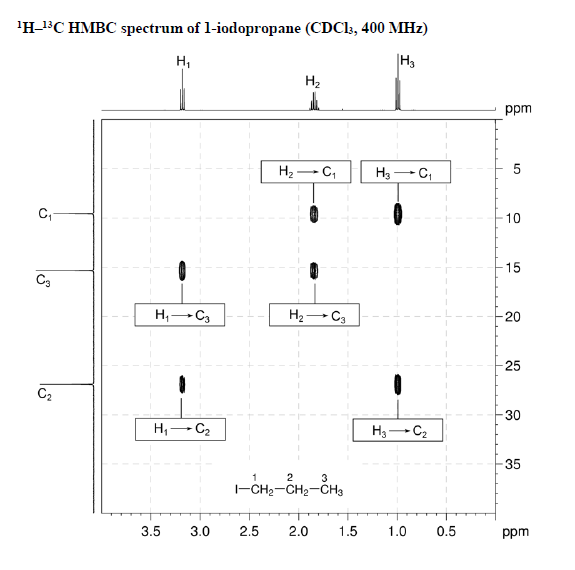 ¹H–¹³C HMBC spectrum of 1-iodopropane (CDCl₃, 400 MHz)
H₁
H₂
H₃
ppm
H₂ → C₁
H₃ → C₁
5
C₁
10
C₃
15
H₁ → C₃
H₂ → C₃
20
25
C₂
30
H₁ → C₂
H₃ → C₂
35
1 2 3
I—CH₂—CH₂—CH₃
3.5 3.0 2.5 2.0 1.5 1.0 0.5 ppm